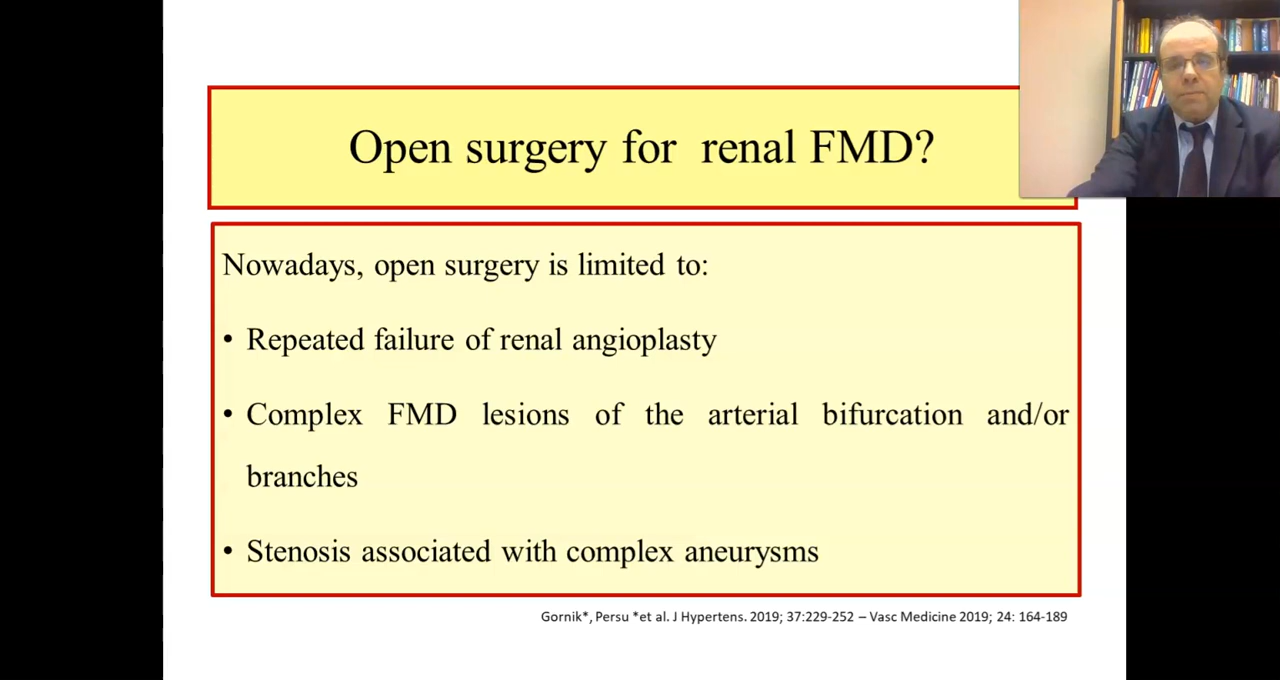 Open surgery for renal FMD?
Nowadays, open surgery is limited to:
• Repeated failure of renal angioplasty
• Complex FMD lesions of the arterial bifurcation and/or
branches
• Stenosis associated with complex aneurysms
Gornik*, Persu *et al. J Hypertens. 2019; 37:229-252 – Vasc Medicine 2019; 24: 164-189